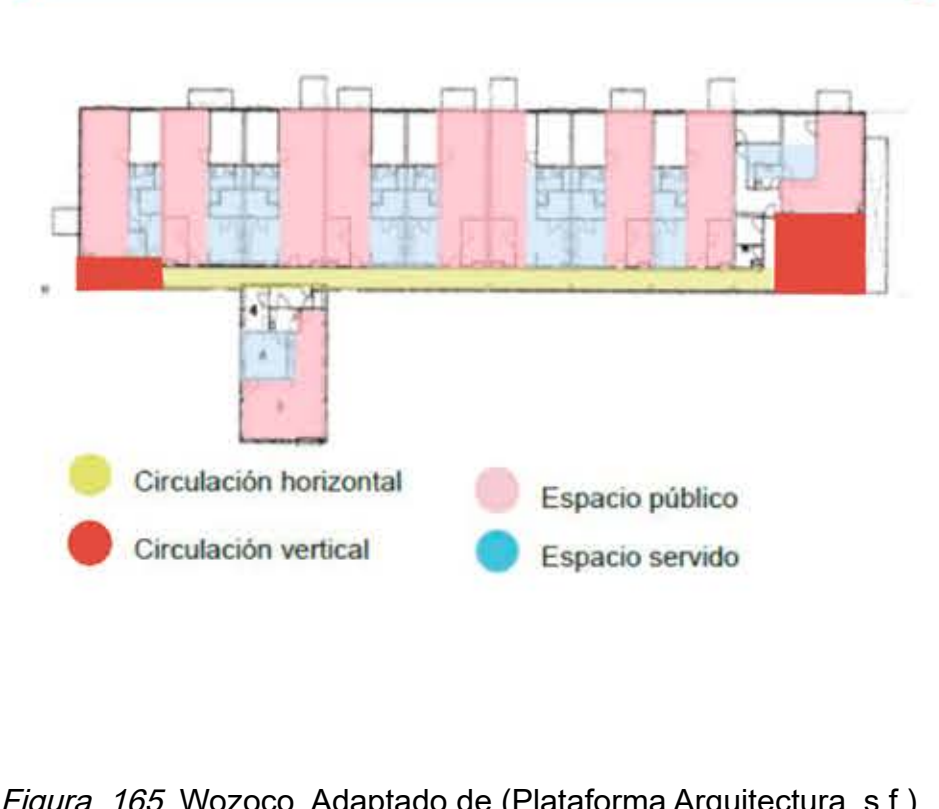 Circulación horizontal
Circulación vertical
Espacio público
Espacio servido
Figura 165. Wozoco. Adaptado de (Plataforma Arquitectura, s.f.)